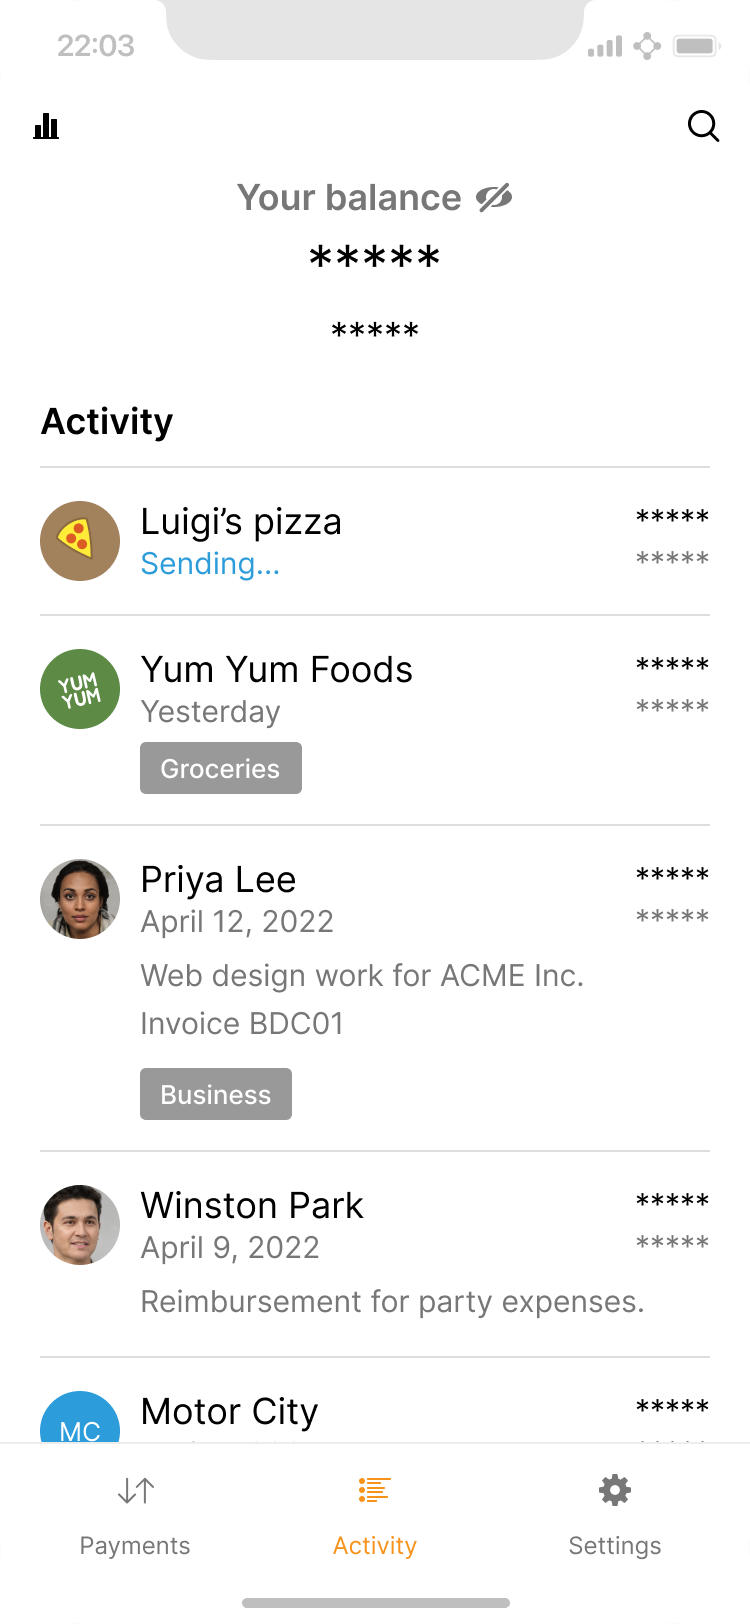 22:03
Your balance
*****
*****
Activity
Luigi’s pizza
*****
Sending...
*****
YUM
YUM
Yum Yum Foods
*****
Yesterday
*****
Groceries
Priya Lee
*****
April 12, 2022
*****
Web design work for ACME Inc.
Invoice BDC01
Business
Winston Park
*****
April 9, 2022
*****
Reimbursement for party expenses.
MC
Motor City
*****
Payments
Activity
Settings